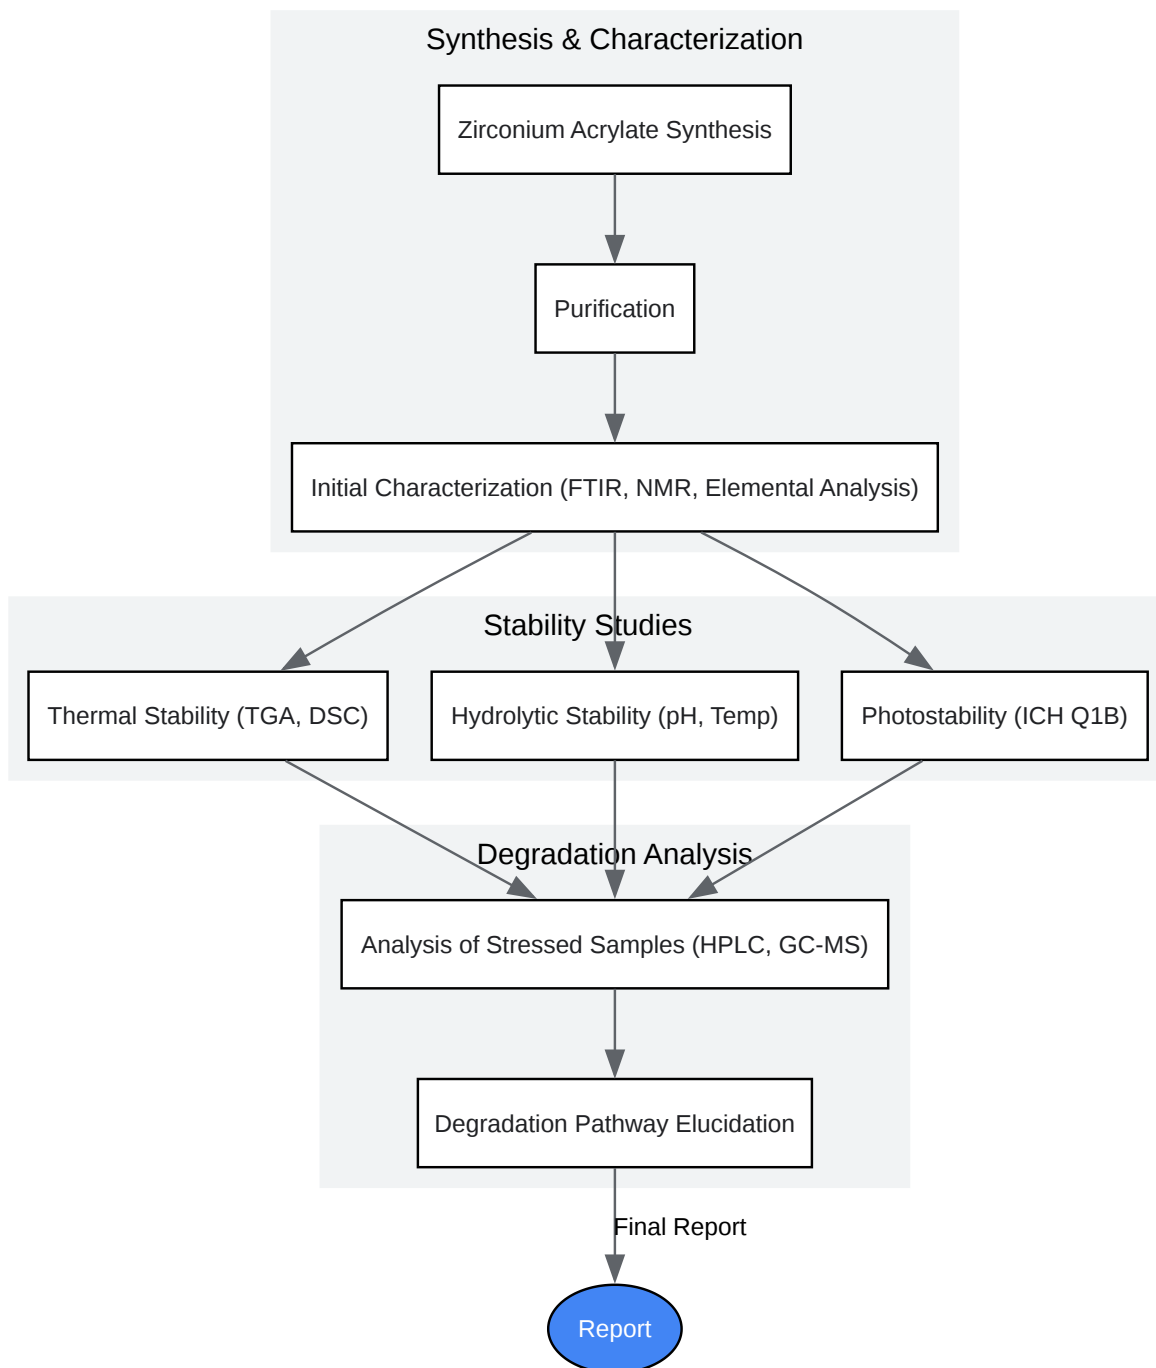 Synthesis & Characterization
Zirconium Acrylate Synthesis
Purification
Initial Characterization (FTIR, NMR, Elemental Analysis)
Stability Studies
Thermal Stability (TGA, DSC)
Hydrolytic Stability (pH, Temp)
Photostability (ICH Q1B)
Degradation Analysis
Analysis of Stressed Samples (HPLC, GC-MS)
Degradation Pathway Elucidation
Final Report
Report